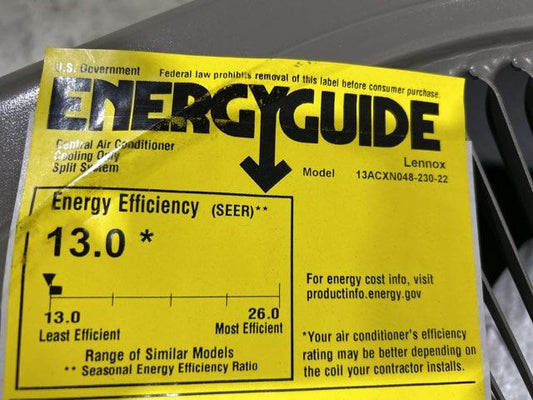 U.S. Government
Federal law prohibits removal of this label before consumer purchase.
ENERGYGUIDE
Central Air Conditioner
Cooling Only
Split System
Lennox
Model 13ACXN048-230-22
Energy Efficiency (SEER)**
13.0 *
13.0 26.0
Least Efficient Most Efficient
Range of Similar Models
** Seasonal Energy Efficiency Ratio
For energy cost info, visit
productinfo.energy.gov
*Your air conditioner's efficiency
rating may be better depending on
the coil your contractor installs.